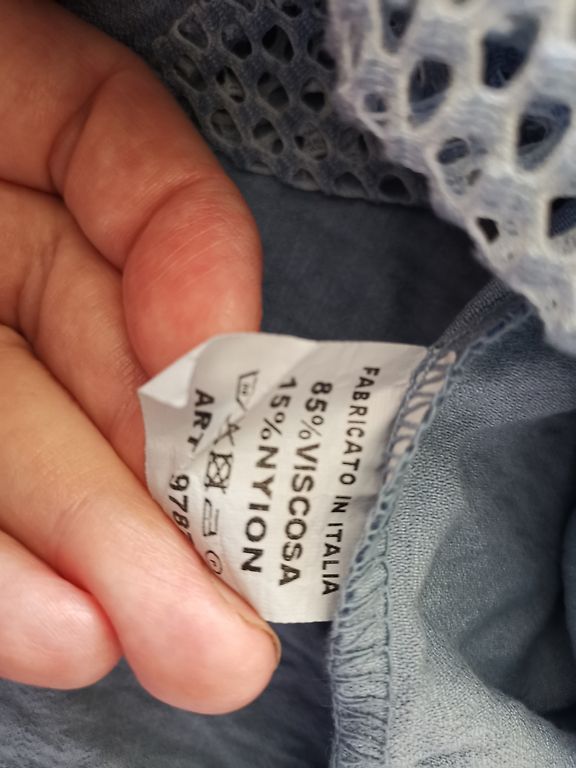 FABRICATO IN ITALIA
85%VISCOSA
15%NYION
ART 978